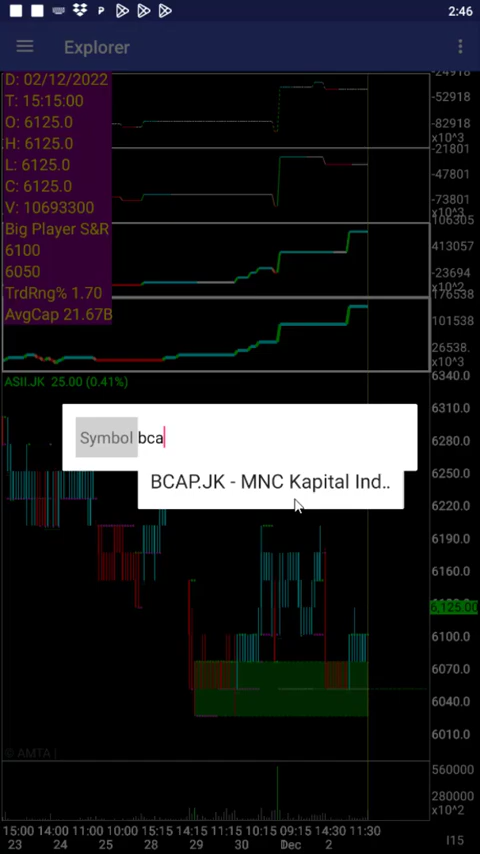 2:46
Explorer
D: 02/12/2022
T: 15:15:00
O: 6125.0
H: 6125.0
L: 6125.0
C: 6125.0
V: 10693300
Big Player S&R
6100
6050
TrdRng% 1.70
AvgCap 21.67B
-24918
-52918
-82918
x10^3
-21801
-47801
-73801
x10^3
106305
413057
-23694
x10^2
176538
101538
26538.
x10^3
ASII.JK 25.00 (0.41%)
6340.0
6310.0
6280.0
6250.0
6220.0
6190.0
6160.0
6,125.00
6100.0
6070.0
6040.0
6010.0
Symbol bca
BCAP.JK - MNC Kapital Ind..
© AMTA |
560000
280000
x10^2
15:00 14:00 11:00 10:00 15:15 14:15 11:15 10:15 09:15 14:30 11:30
23 24 25 28 29 30 Dec 2
I15